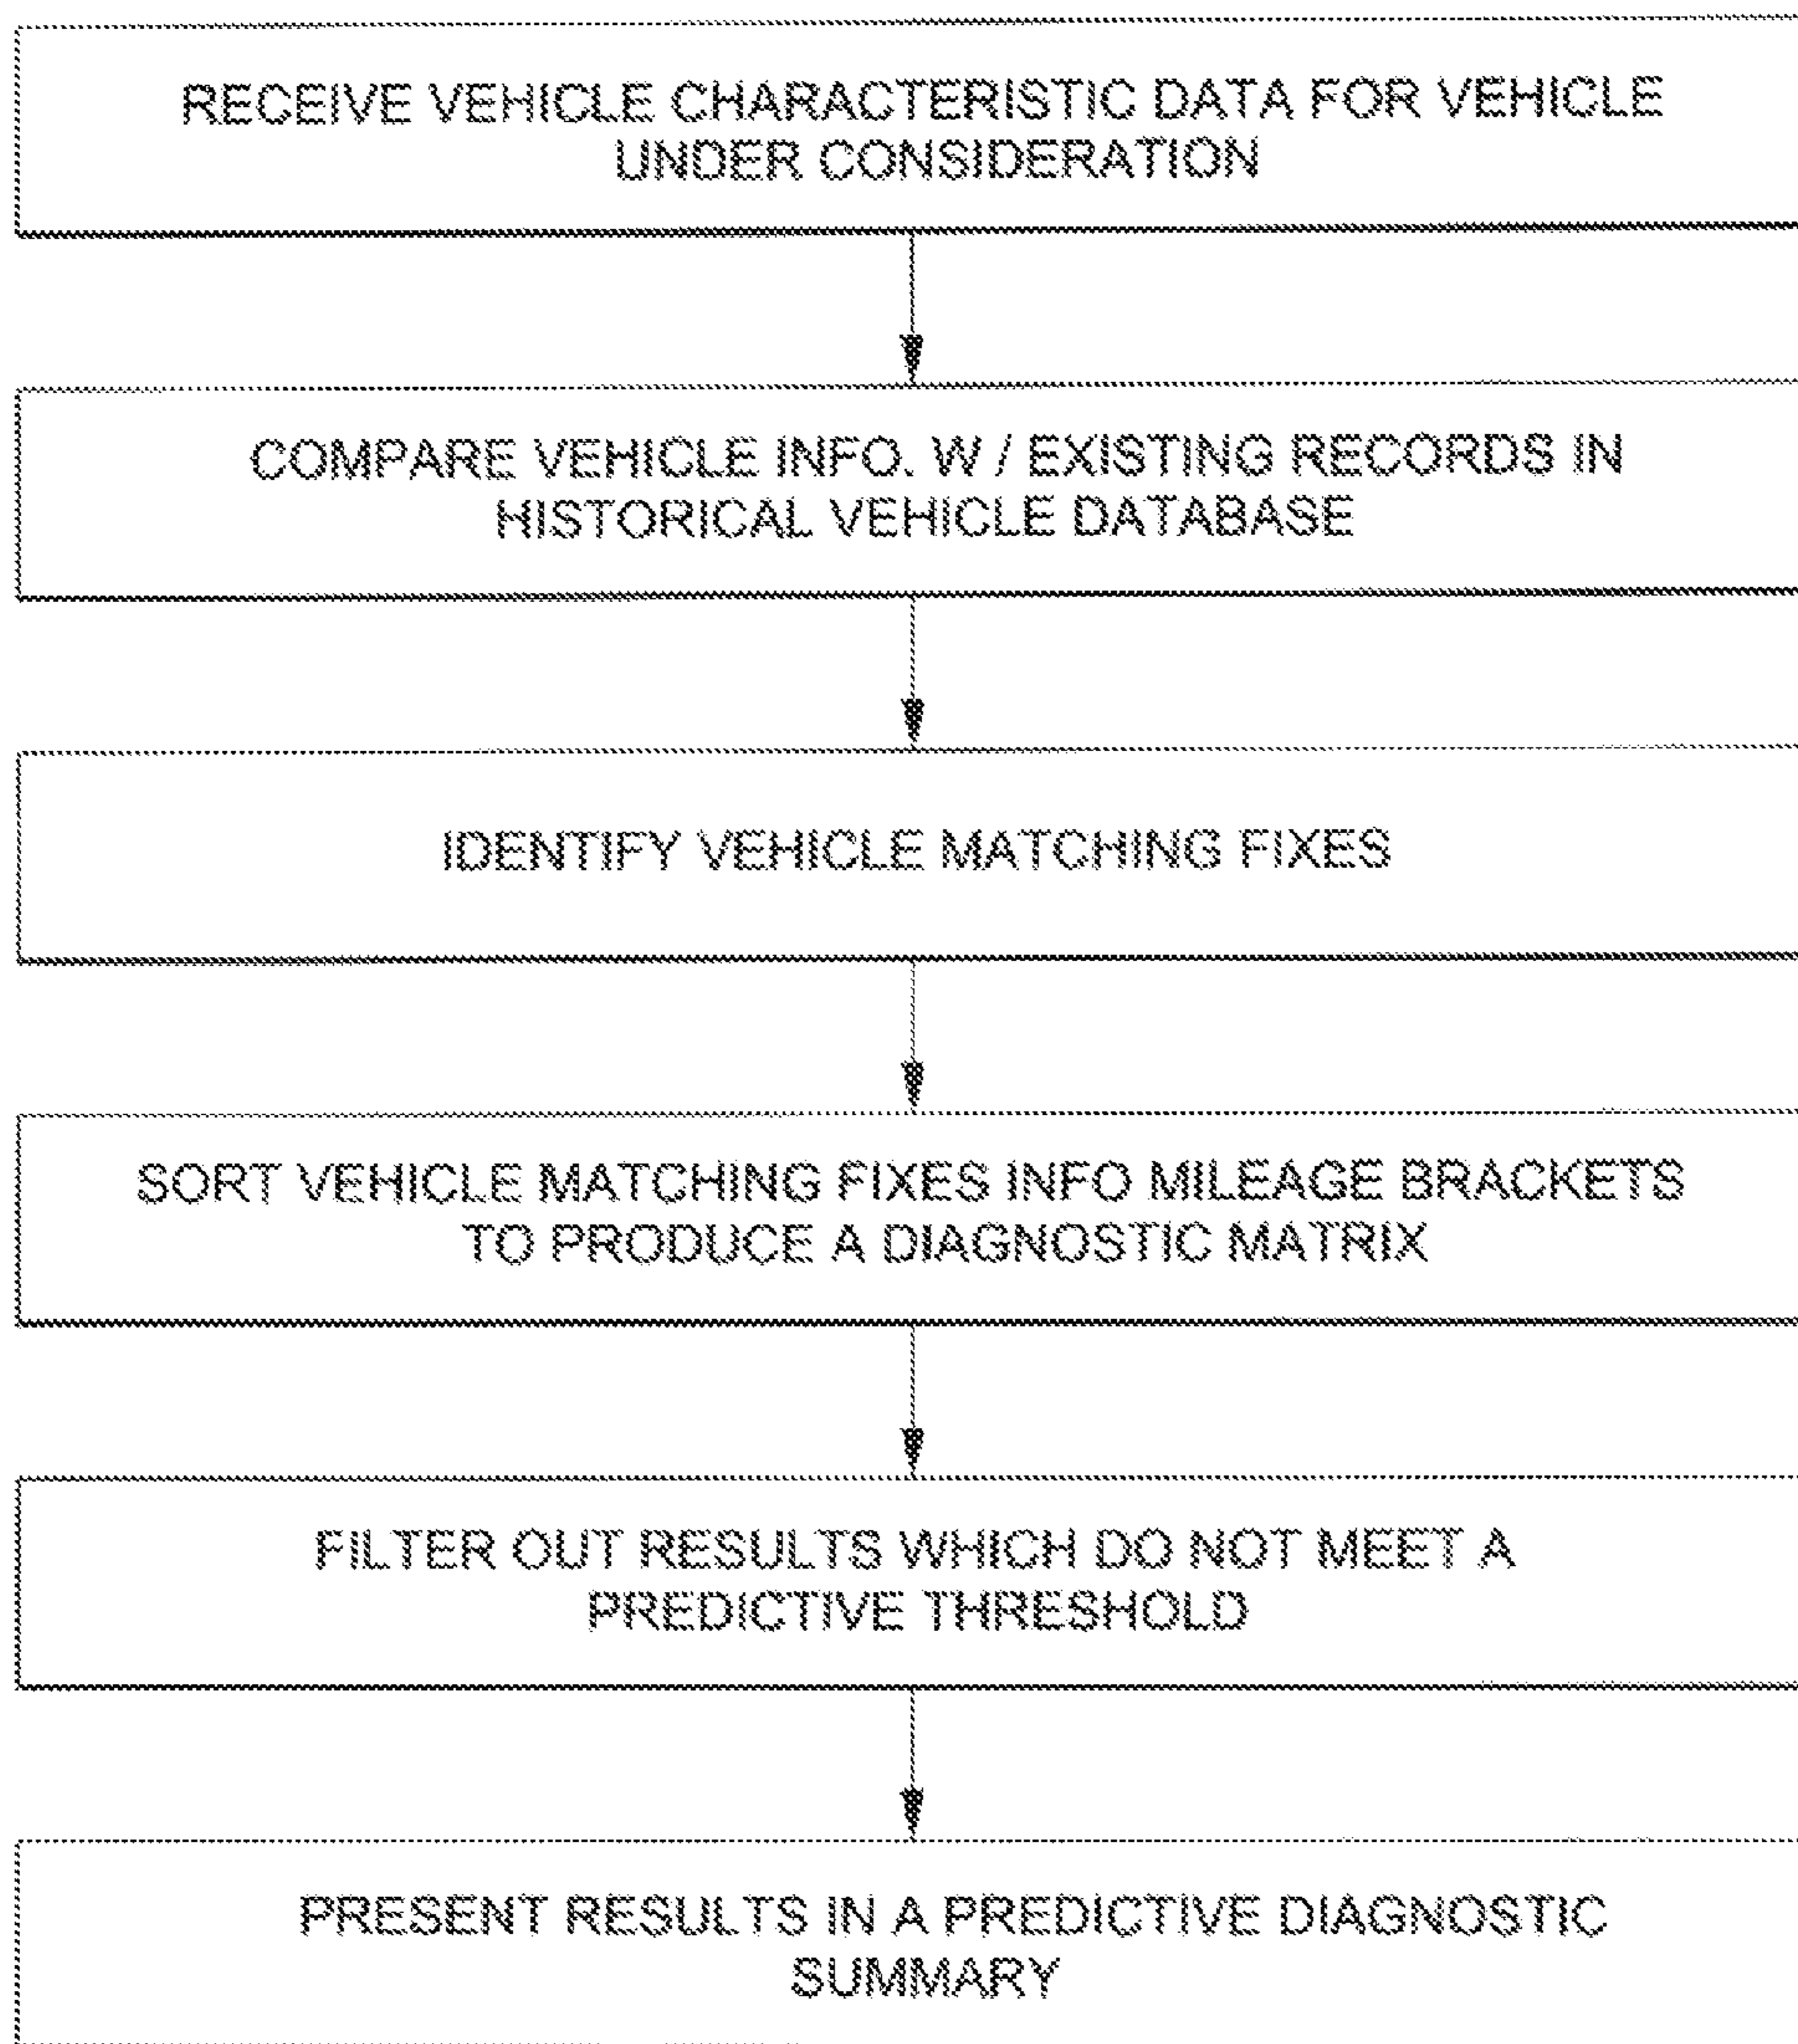 RECEIVE VEHICLE CHARACTERISTIC DATA FOR VEHICLE
UNDER CONSIDERATION
COMPARE VEHICLE INFO. W / EXISTING RECORDS IN
HISTORICAL VEHICLE DATABASE
IDENTIFY VEHICLE MATCHING FIXES
SORT VEHICLE MATCHING FIXES INFO MILEAGE BRACKETS
TO PRODUCE A DIAGNOSTIC MATRIX
FILTER OUT RESULTS WHICH DO NOT MEET A
PREDICTIVE THRESHOLD
PRESENT RESULTS IN A PREDICTIVE DIAGNOSTIC
SUMMARY